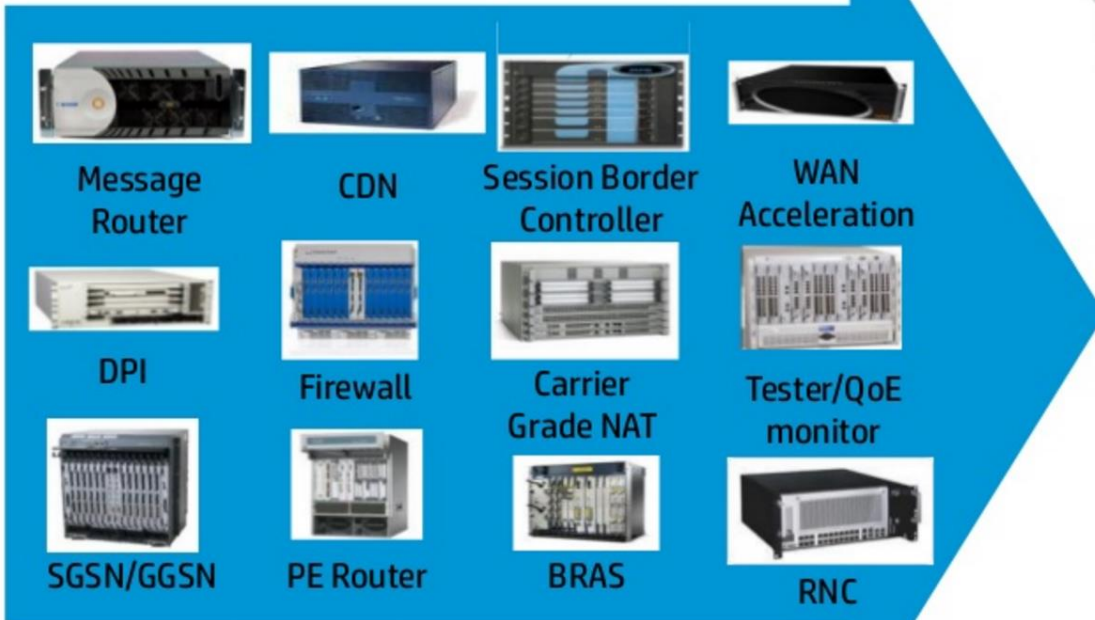 Message
Router
CDN
Session Border
Controller
WAN
Acceleration
DPI
Firewall
Carrier
Grade NAT
Tester/QoE
monitor
SGSN/GGSN
PE Router
BRAS
RNC